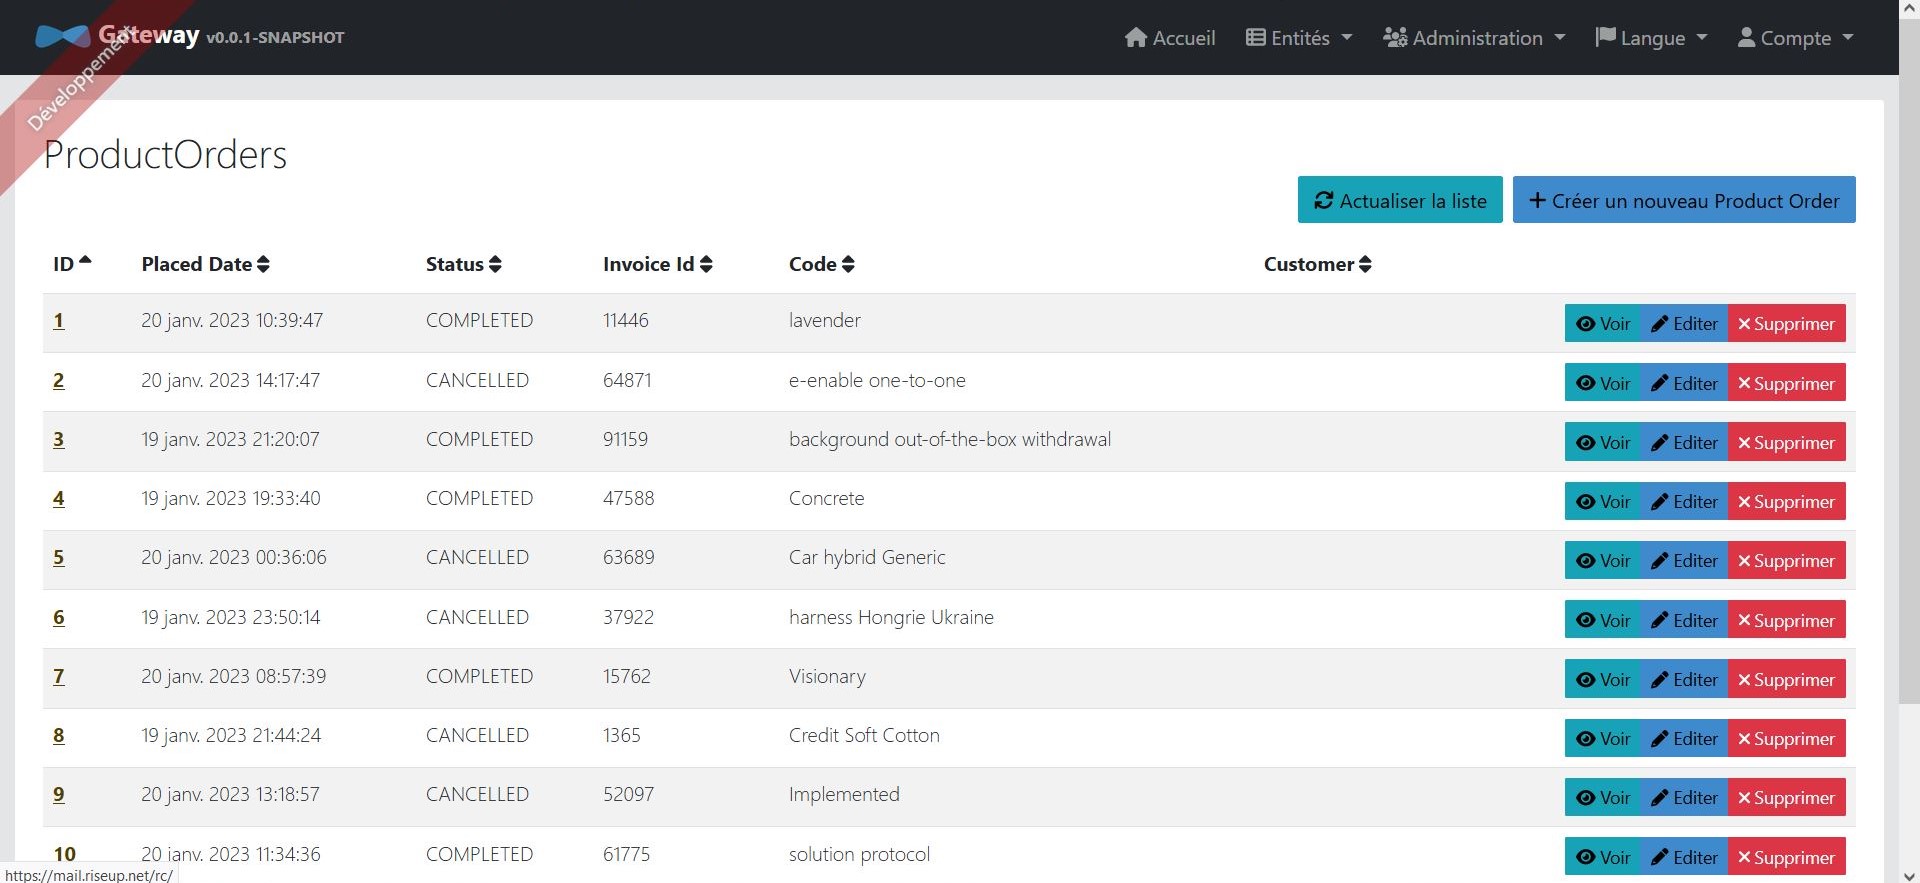 Gateway v0.0.1-SNAPSHOT Accueil Entités Administration Langue Compte
Développement
ProductOrders
Actualiser la liste Créer un nouveau Product Order
ID Placed Date Status Invoice Id Code Customer
1 20 janv. 2023 10:39:47 COMPLETED 11446 lavender Voir Editer Supprimer
2 20 janv. 2023 14:17:47 CANCELLED 64871 e-enable one-to-one Voir Editer Supprimer
3 19 janv. 2023 21:20:07 COMPLETED 91159 background out-of-the-box withdrawal Voir Editer Supprimer
4 19 janv. 2023 19:33:40 COMPLETED 47588 Concrete Voir Editer Supprimer
5 20 janv. 2023 00:36:06 CANCELLED 63689 Car hybrid Generic Voir Editer Supprimer
6 19 janv. 2023 23:50:14 CANCELLED 37922 harness Hongrie Ukraine Voir Editer Supprimer
7 20 janv. 2023 08:57:39 COMPLETED 15762 Visionary Voir Editer Supprimer
8 19 janv. 2023 21:44:24 CANCELLED 1365 Credit Soft Cotton Voir Editer Supprimer
9 20 janv. 2023 13:18:57 CANCELLED 52097 Implemented Voir Editer Supprimer
10 20 janv. 2023 11:34:36 COMPLETED 61775 solution protocol Voir Editer Supprimer
https://mail.riseup.net/rc/